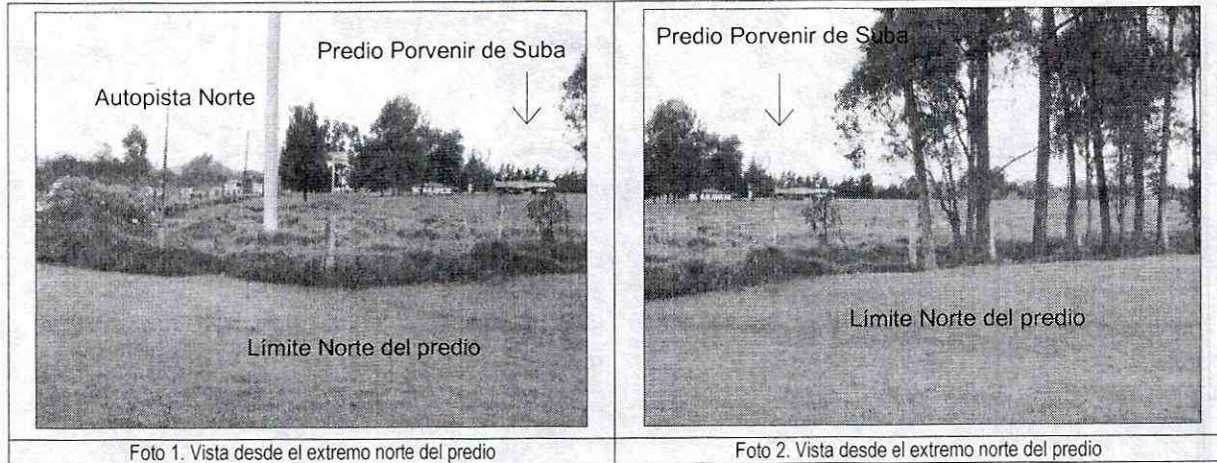 Predio Porvenir de Suba
Autopista Norte
Límite Norte del predio
Foto 1. Vista desde el extremo norte del predio
Predio Porvenir de Suba
Límite Norte del predio
Foto 2. Vista desde el extremo norte del predio